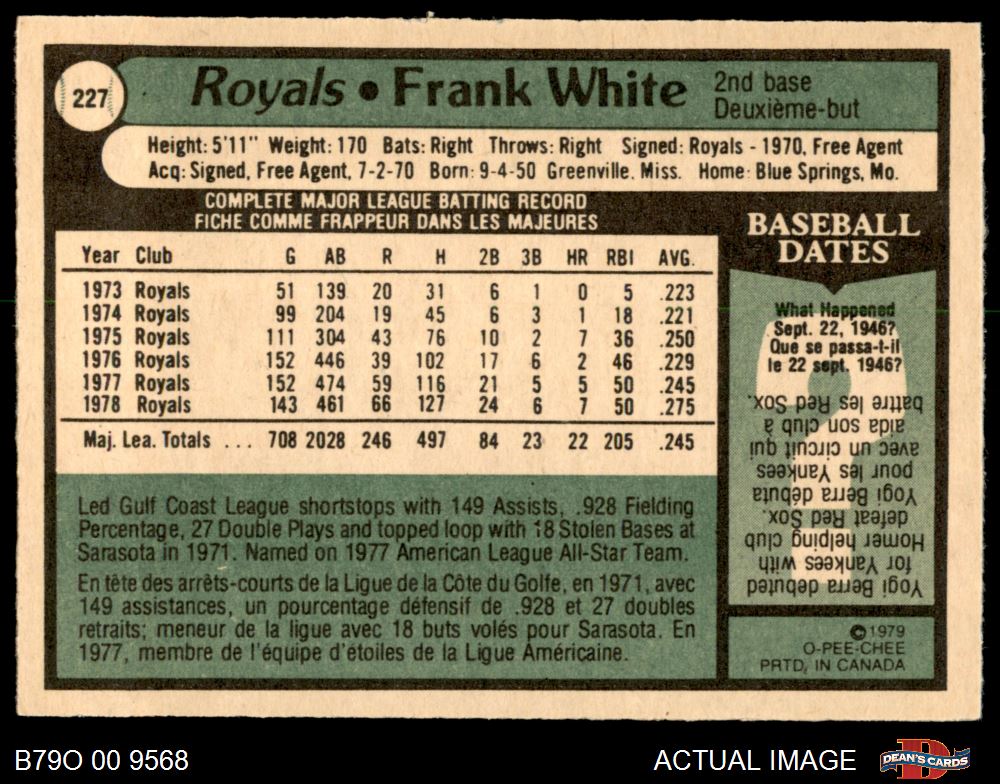 227
Royals • Frank White
2nd base
Deuxième-but
Height: 5'11" Weight: 170 Bats: Right Throws: Right Signed: Royals - 1970, Free Agent
Acq: Signed, Free Agent, 7-2-70 Born: 9-4-50 Greenville, Miss. Home: Blue Springs, Mo.
COMPLETE MAJOR LEAGUE BATTING RECORD
FICHE COMME FRAPPEUR DANS LES MAJEURES
Year Club G AB R H 2B 3B HR RBI AVG.
1973 Royals 51 139 20 31 6 1 0 5 .223
1974 Royals 99 204 19 45 6 3 1 18 .221
1975 Royals 111 304 43 76 10 2 7 36 .250
1976 Royals 152 446 39 102 17 6 2 46 .229
1977 Royals 152 474 59 116 21 5 5 50 .245
1978 Royals 143 461 66 127 24 6 7 50 .275
Maj. Lea. Totals ... 708 2028 246 497 84 23 22 205 .245
Led Gulf Coast League shortstops with 149 Assists, .928 Fielding
Percentage, 27 Double Plays and topped loop with 18 Stolen Bases at
Sarasota in 1971. Named on 1977 American League All-Star Team.
En tête des arrêts-courts de la Ligue de la Côte du Golfe, en 1971, avec
149 assistances, un pourcentage défensif de .928 et 27 doubles
retraits; meneur de la ligue avec 18 buts volés pour Sarasota. En
1977, membre de l'équipe d'étoiles de la Ligue Américaine.
BASEBALL
DATES
What Happened
Sept. 22, 1946?
Que se passa-t-il
le 22 sept. 1946?
Yogi Berra debuted
for Yankees with
Homer helping club
defeat Red Sox.
Yogi Berra débuta
pour les Yankees
avec un circuit qui
aida son club à
battre les Red Sox.
©1979
O-PEE-CHEE
PRTD. IN CANADA
B79O 00 9568
ACTUAL IMAGE
DEAN'S CARDS